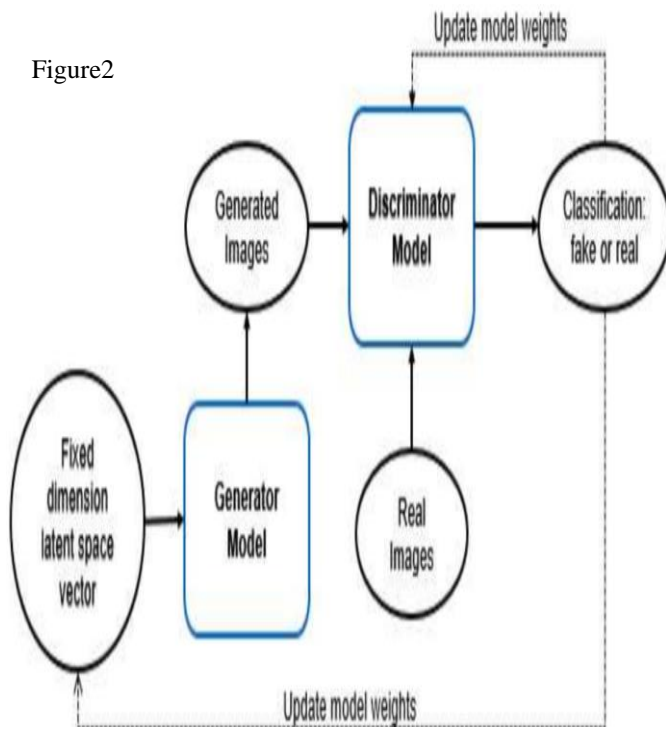 Update model weights
Figure2
Generated
Images
Discriminator
Model
Classification:
fake or real
Fixed
dimension
latent space
vector
Generator
Model
Real
Images
Update model weights